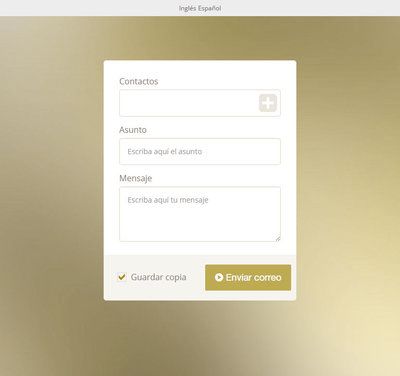 Inglés Español
Contactos
Asunto
Escriba aquí el asunto
Mensaje
Escriba aquí tu mensaje
Guardar copia
Enviar correo